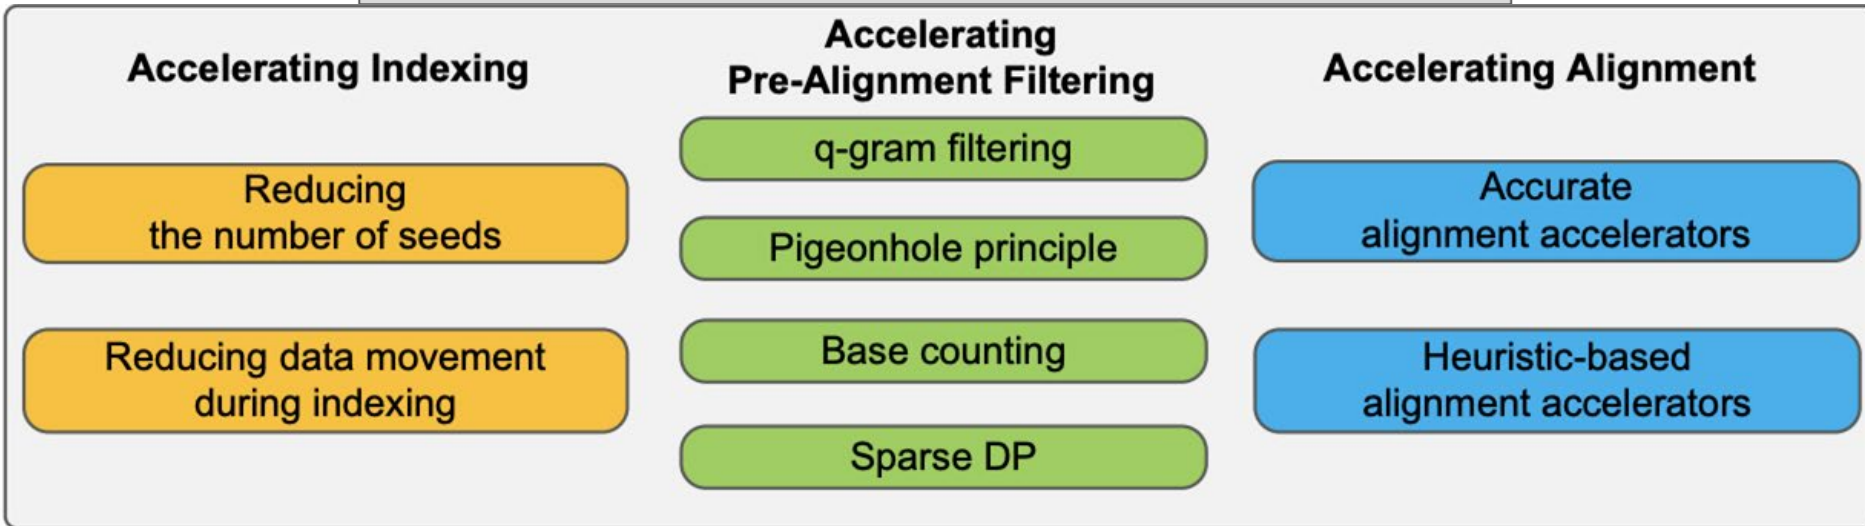 Accelerating Indexing
Reducing
the number of seeds
Reducing data movement
during indexing
Accelerating
Pre-Alignment Filtering
q-gram filtering
Pigeonhole principle
Base counting
Sparse DP
Accelerating Alignment
Accurate
alignment accelerators
Heuristic-based
alignment accelerators